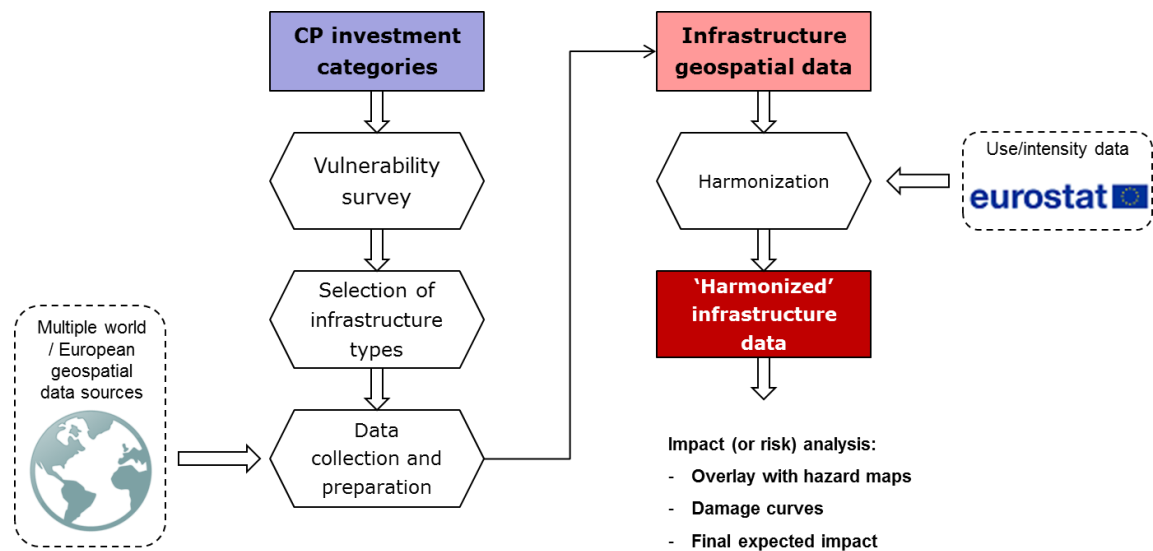 CP investment
categories
Vulnerability
survey
Selection of
infrastructure
types
Multiple world
/ European
geospatial
data sources
Data
collection and
preparation
Infrastructure
geospatial data
Harmonization
Use/intensity data
eurostat
‘Harmonized’
infrastructure
data
Impact (or risk) analysis:
- Overlay with hazard maps
- Damage curves
- Final expected impact